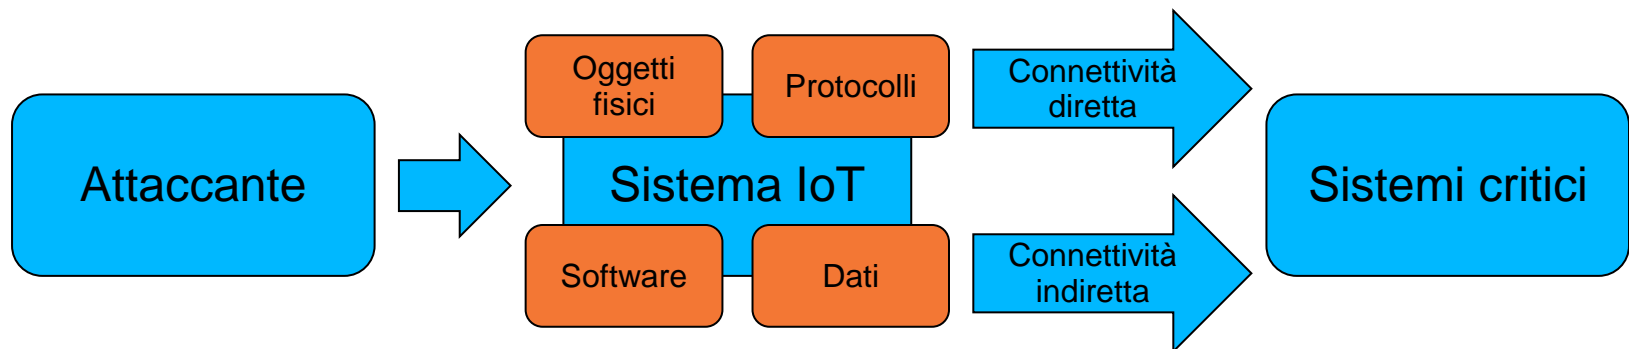 Attaccante
Oggetti
fisici
Protocolli
Sistema IoT
Software
Dati
Connettività
diretta
Connettività
indiretta
Sistemi critici